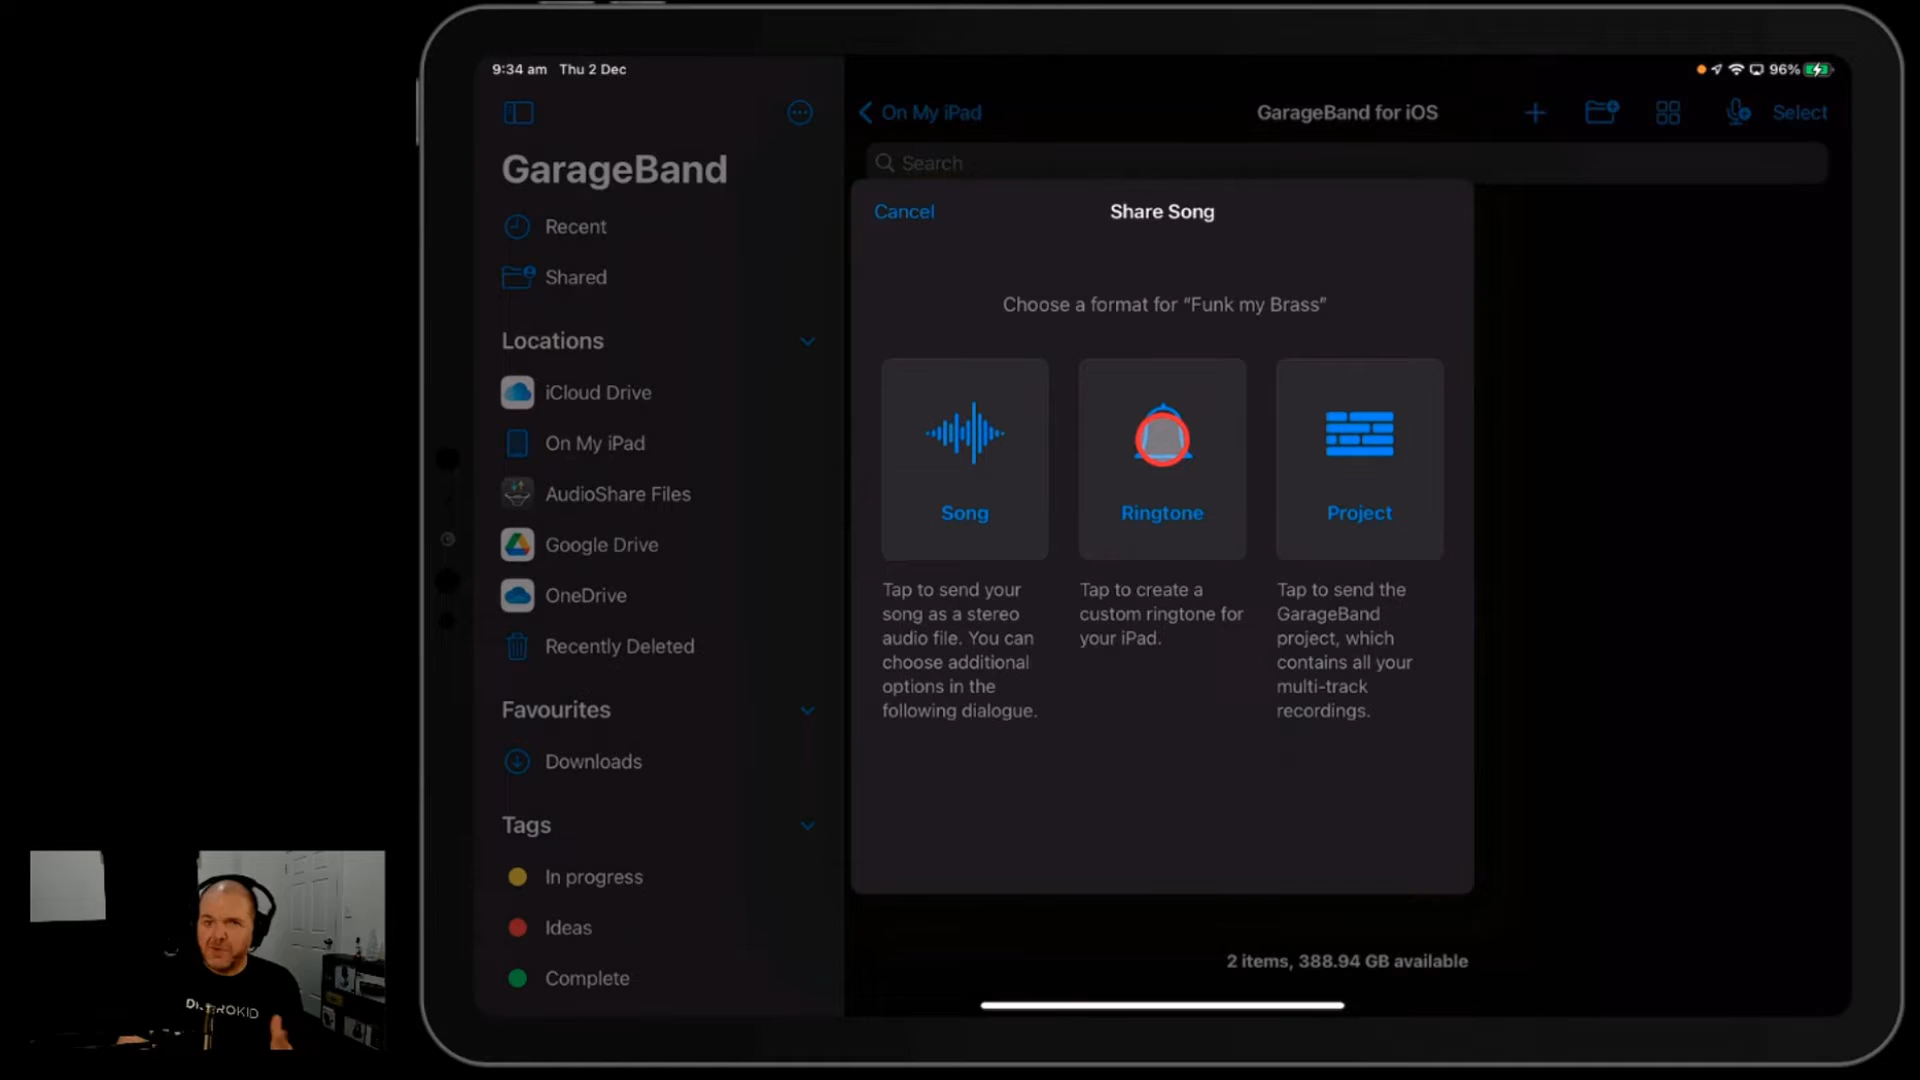 9:34 am Thu 2 Dec
96%
On My iPad
GarageBand for iOS
Select
Search
GarageBand
Recent
Shared
Locations
iCloud Drive
On My iPad
AudioShare Files
Google Drive
OneDrive
Recently Deleted
Favourites
Downloads
Tags
In progress
Ideas
Complete
Cancel
Share Song
Choose a format for “Funk my Brass”
Song
Ringtone
Project
Tap to send your
song as a stereo
audio file. You can
choose additional
options in the
following dialogue.
Tap to create a
custom ringtone for
your iPad.
Tap to send the
GarageBand
project, which
contains all your
multi-track
recordings.
2 items, 388.94 GB available